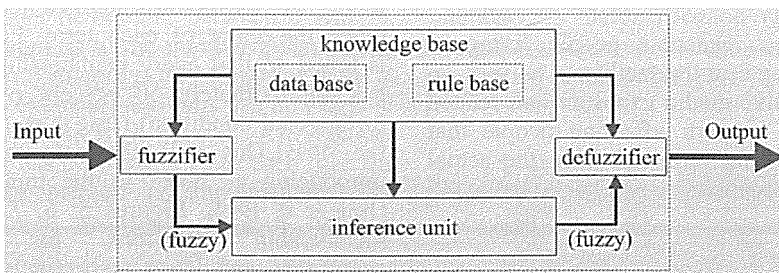 knowledge base
data base
rule base
Input
fuzzifier
defuzzifier
Output
(fuzzy)
inference unit
(fuzzy)